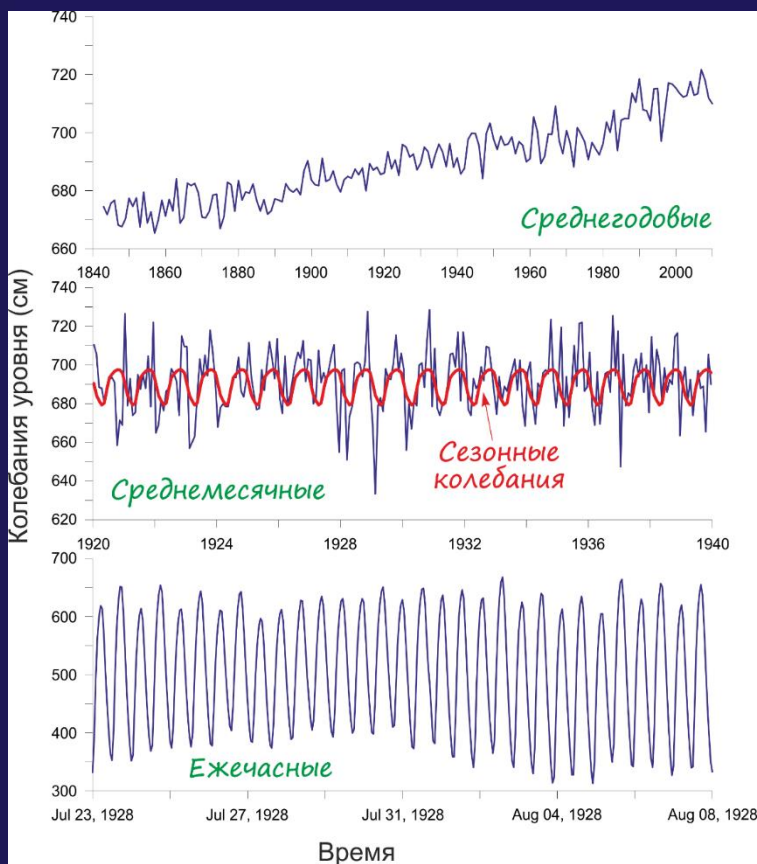 Колебания уровня (см)
740
720
700
680
660
Среднегодовые
1840 1860 1880 1900 1920 1940 1960 1980 2000
740
720
700
680
660
640
620
Сезонные
колебания
Среднемесячные
1920 1924 1928 1932 1936 1940
700
600
500
400
300
Ежечасные
Jul 23, 1928 Jul 27, 1928 Jul 31, 1928 Aug 04, 1928 Aug 08, 1928
Время